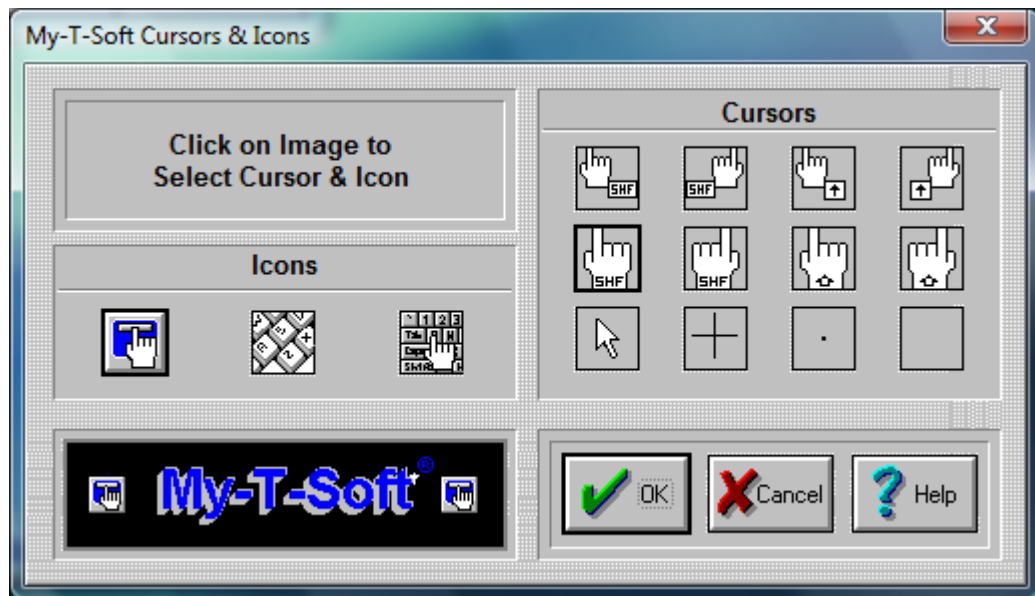 My-T-Soft Cursors & Icons
Click on Image to
Select Cursor & Icon
Icons
Cursors
SHF
SHF
SHF
SHF
My-T-Soft®
OK
Cancel
Help